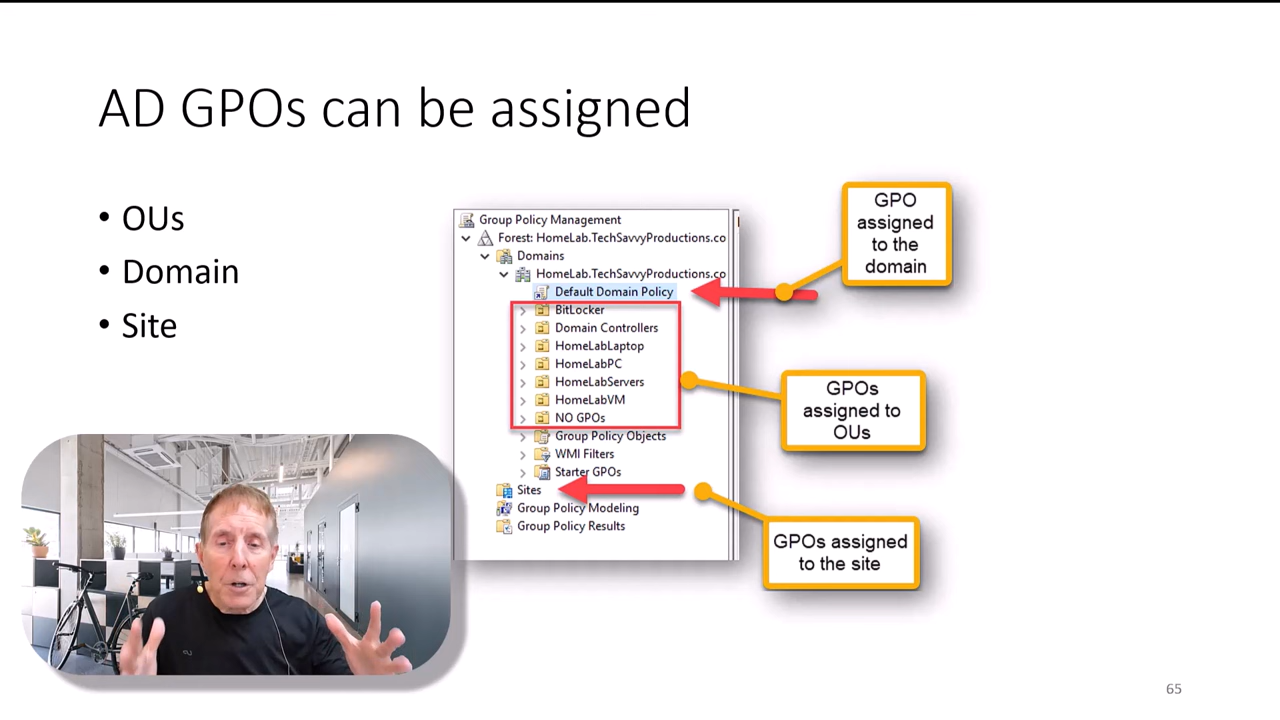 AD GPOs can be assigned
• OUs
• Domain
• Site
Group Policy Management
Forest: HomeLab.TechSavvyProductions.co
Domains
HomeLab.TechSavvyProductions.co
Default Domain Policy
BitLocker
Domain Controllers
HomeLabLaptop
HomeLabPC
HomeLabServers
HomeLabVM
NO GPOs
Group Policy Objects
WMI Filters
Starter GPOs
Sites
Group Policy Modeling
Group Policy Results
GPO
assigned
to the
domain
GPOs
assigned to
OUs
GPOs assigned
to the site
65